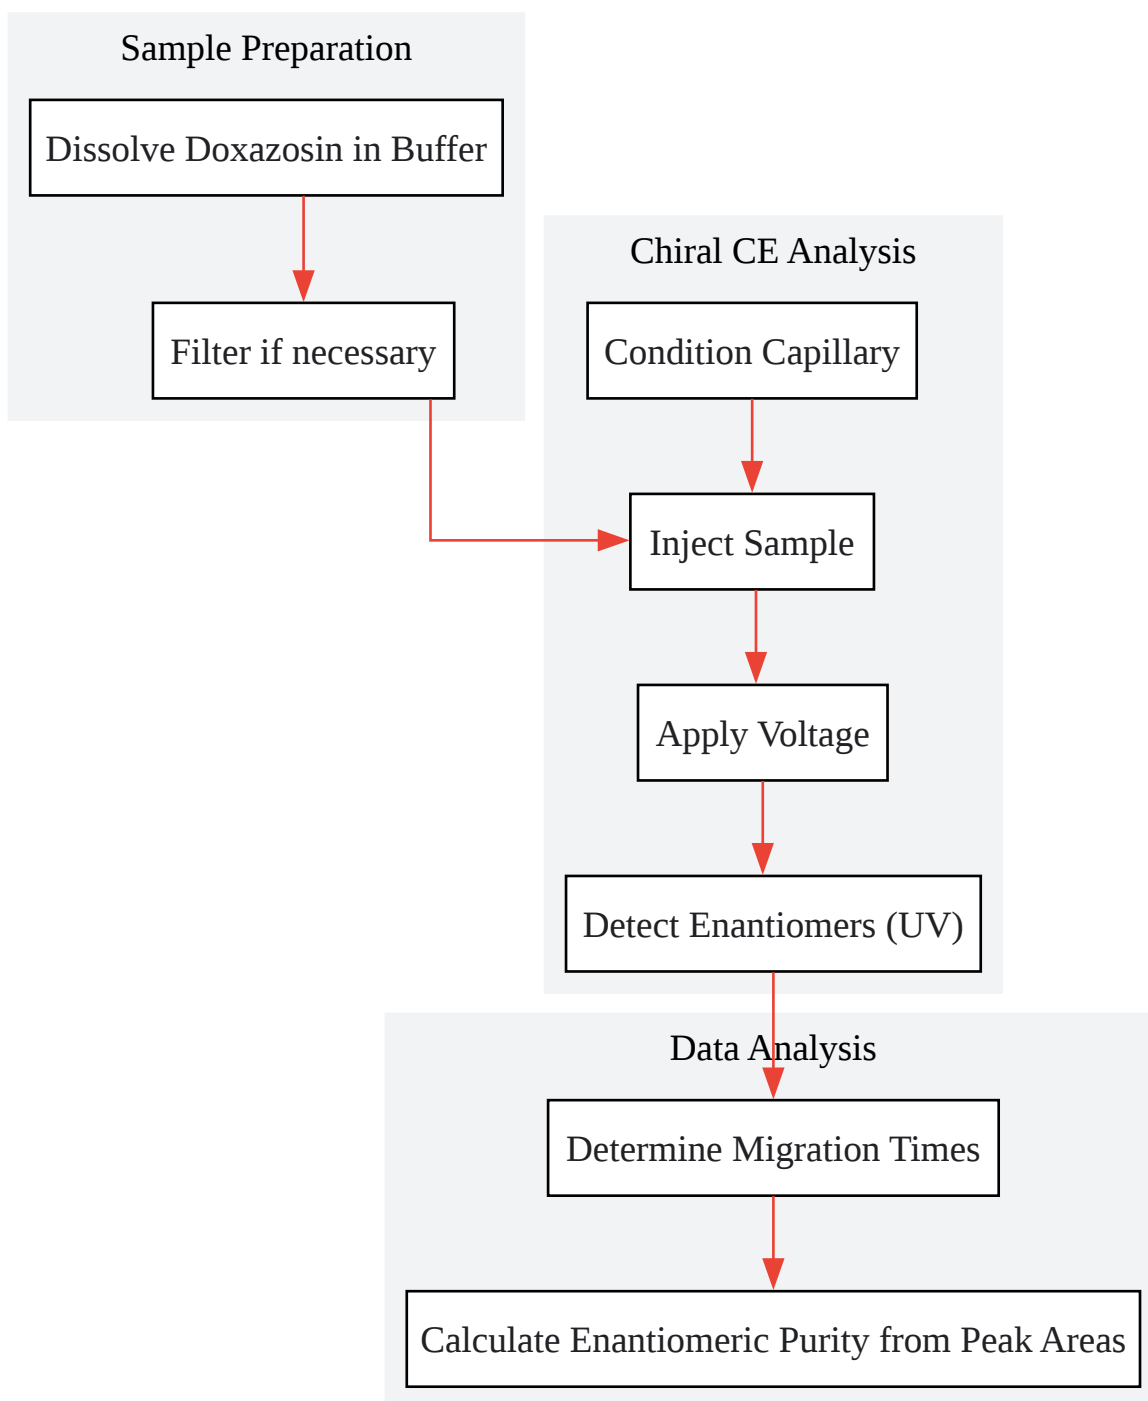 Sample Preparation
Dissolve Doxazosin in Buffer
Filter if necessary
Chiral CE Analysis
Condition Capillary
Inject Sample
Apply Voltage
Detect Enantiomers (UV)
Data Analysis
Determine Migration Times
Calculate Enantiomeric Purity from Peak Areas